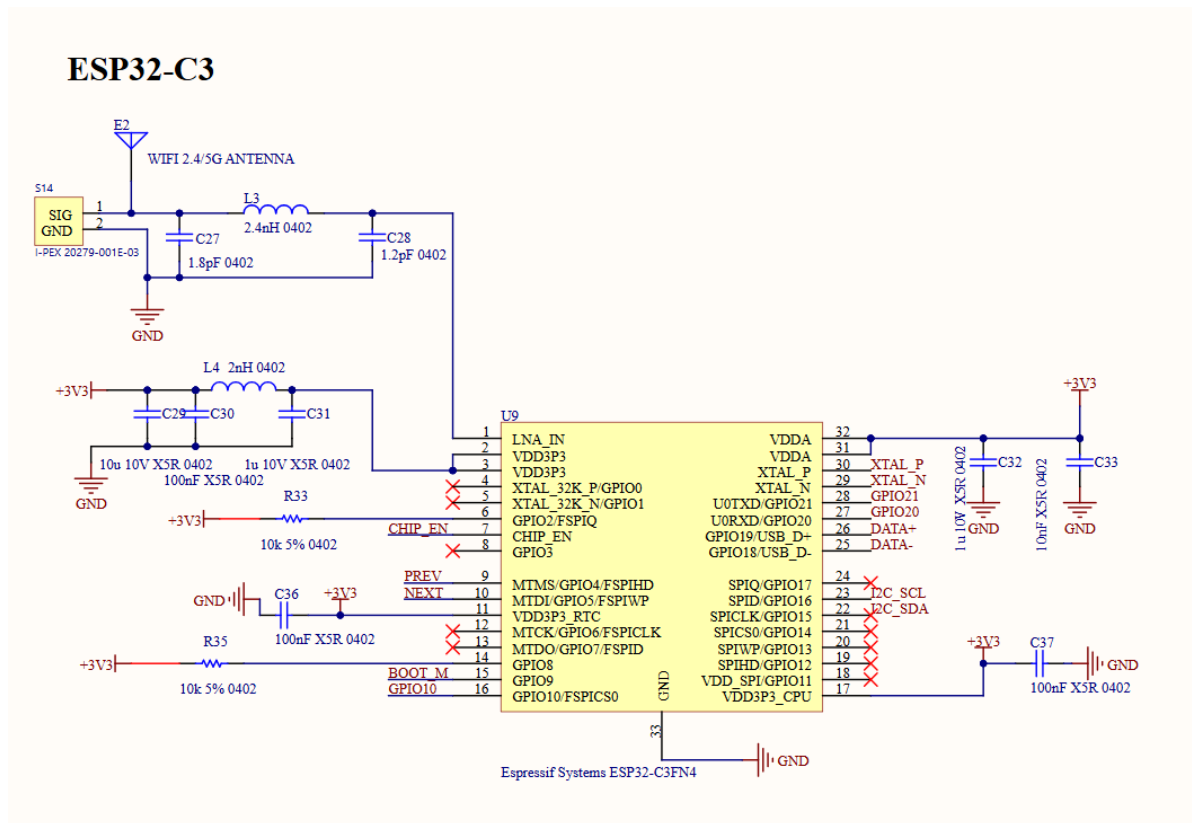 ESP32-C3
E2
WIFI 2.4/5G ANTENNA
S14
SIG
GND
1
2
I-PEX 20279-001E-03
L3
2.4nH 0402
C27
1.8pF 0402
C28
1.2pF 0402
GND
L4 2nH 0402
+3V3
C29
C30
C31
10u 10V X5R 0402
100nF X5R 0402
1u 10V X5R 0402
GND
R33
+3V3
10k 5% 0402
CHIP_EN
PREV
NEXT
GND
C36
+3V3
100nF X5R 0402
R35
+3V3
10k 5% 0402
BOOT_M
GPIO10
U9
1 LNA_IN
2 VDD3P3
3 VDD3P3
4 XTAL_32K_P/GPIO0
5 XTAL_32K_N/GPIO1
6 GPIO2/FSPIQ
7 CHIP_EN
8 GPIO3
9 MTMS/GPIO4/FSPIHD
10 MTDI/GPIO5/FSPIWP
11 VDD3P3_RTC
12 MTCK/GPIO6/FSPICLK
13 MTDO/GPIO7/FSPID
14 GPIO8
15 GPIO9
16 GPIO10/FSPICS0
VDDA 32
VDDA 31
XTAL_P 30 XTAL_P
XTAL_N 29 XTAL_N
U0TXD/GPIO21 28 GPIO21
U0RXD/GPIO20 27 GPIO20
GPIO19/USB_D+ 26 DATA+
GPIO18/USB_D- 25 DATA-
SPIQ/GPIO17 24
SPID/GPIO16 23 I2C_SCL
SPICLK/GPIO15 22 I2C_SDA
SPICS0/GPIO14 21
SPIWP/GPIO13 20
SPIHD/GPIO12 19
VDD_SPI/GPIO11 18
VDD3P3_CPU 17
GND
33
GND
Espressif Systems ESP32-C3FN4
+3V3
C32
1u 10V X5R 0402
GND
C33
10nF X5R 0402
GND
+3V3
C37
GND
100nF X5R 0402